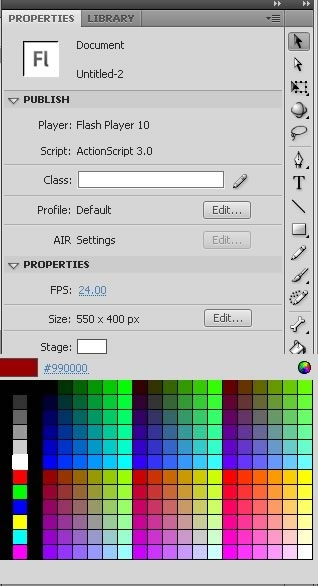 PROPERTIES LIBRARY
Fl
Document
Untitled-2
PUBLISH
Player: Flash Player 10
Script: ActionScript 3.0
Class:
Profile: Default Edit...
AIR Settings Edit...
PROPERTIES
FPS: 24.00
Size: 550 x 400 px Edit...
Stage:
#990000
T